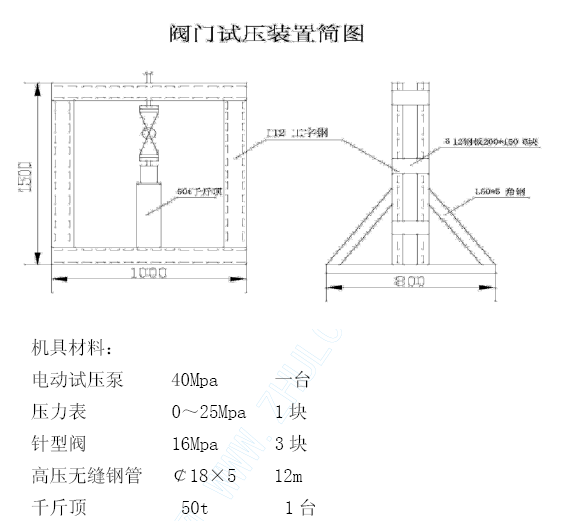 阀门试压装置简图
[12 工字钢
δ12钢板200*150 8块
50t千斤顶
L50*5 角钢
1500
1000
800
机具材料：
电动试压泵 40Mpa 一台
压力表 0～25Mpa 1块
针型阀 16Mpa 3块
高压无缝钢管 ￠18×5 12m
千斤顶 50t 1台